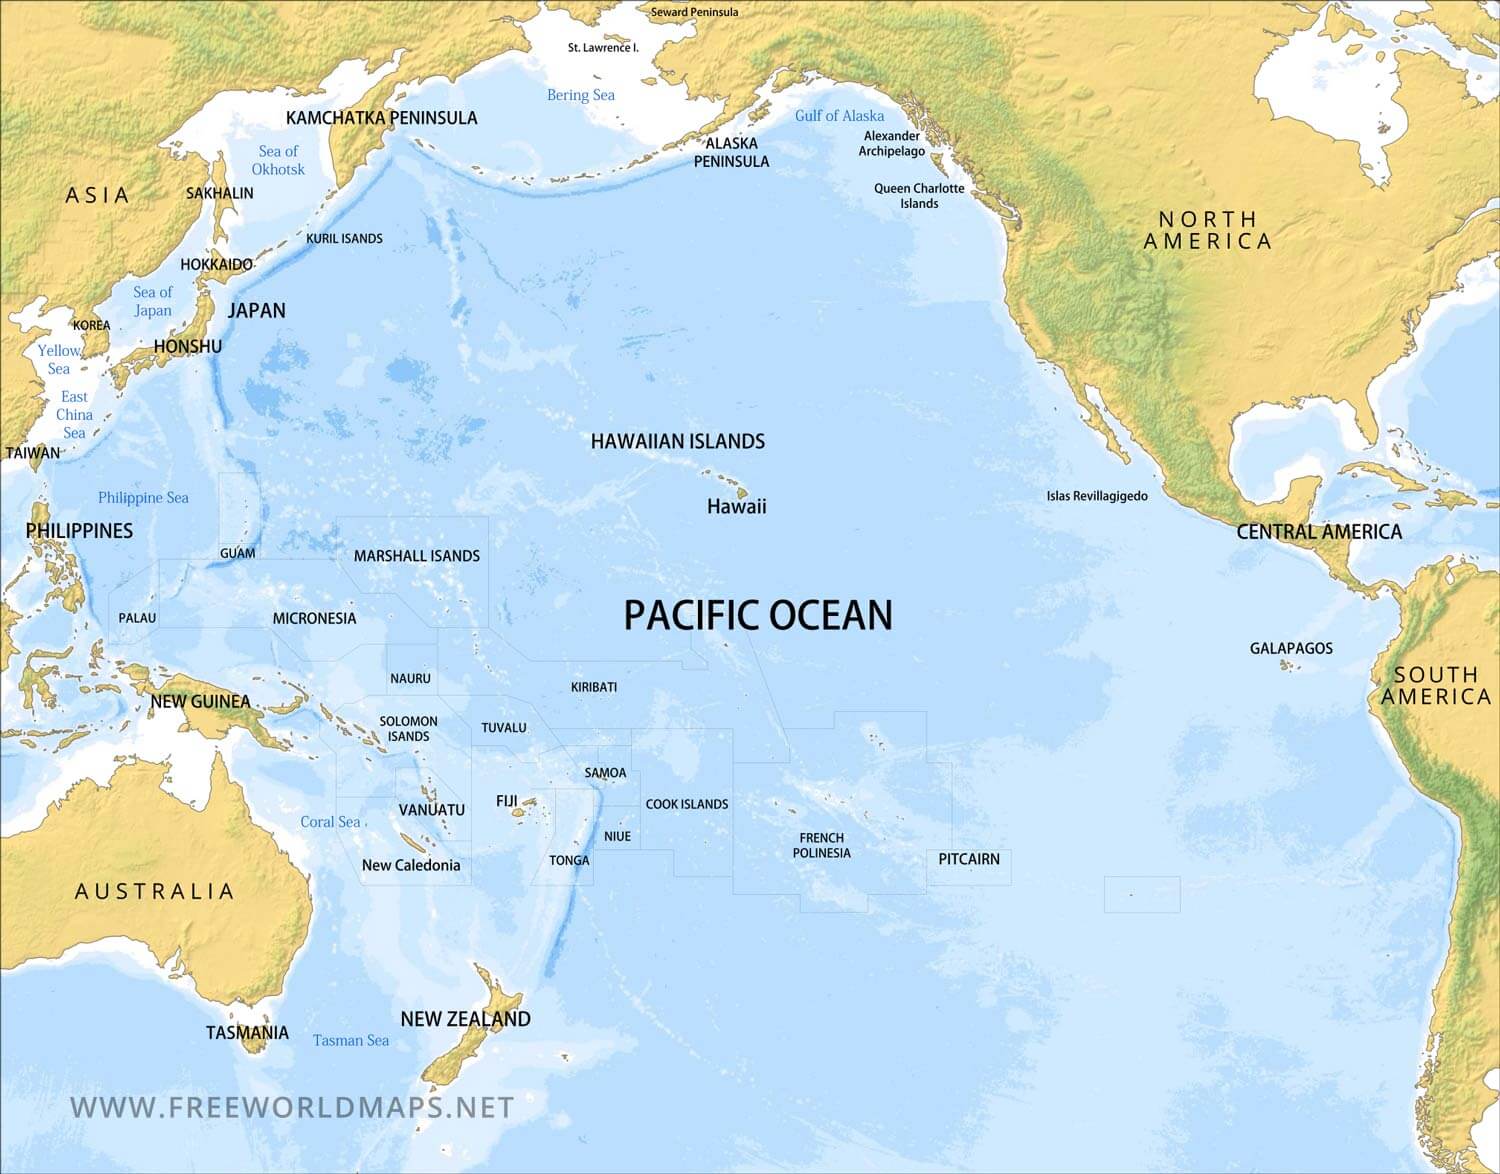 Seward Peninsula
St. Lawrence I.
Bering Sea
Gulf of Alaska
KAMCHATKA PENINSULA
Alexander
Archipelago
ALASKA
PENINSULA
Sea of
Okhotsk
ASIA
SAKHALIN
Queen Charlotte
Islands
NORTH
AMERICA
KURIL ISANDS
HOKKAIDO
Sea of
Japan
JAPAN
KOREA
HONSHU
Yellow
Sea
East
China
Sea
TAIWAN
HAWAIIAN ISLANDS
Philippine Sea
Hawaii
Islas Revillagigedo
PHILIPPINES
CENTRAL AMERICA
GUAM
MARSHALL ISANDS
PALAU
MICRONESIA
PACIFIC OCEAN
GALAPAGOS
NAURU
KIRIBATI
SOUTH
AMERICA
NEW GUINEA
SOLOMON
ISANDS
TUVALU
SAMOA
FIJI
VANUATU
COOK ISLANDS
Coral Sea
NIUE
FRENCH
POLINESIA
New Caledonia
TONGA
PITCAIRN
AUSTRALIA
NEW ZEALAND
TASMANIA
Tasman Sea
WWW.FREEWORLDMAPS.NET